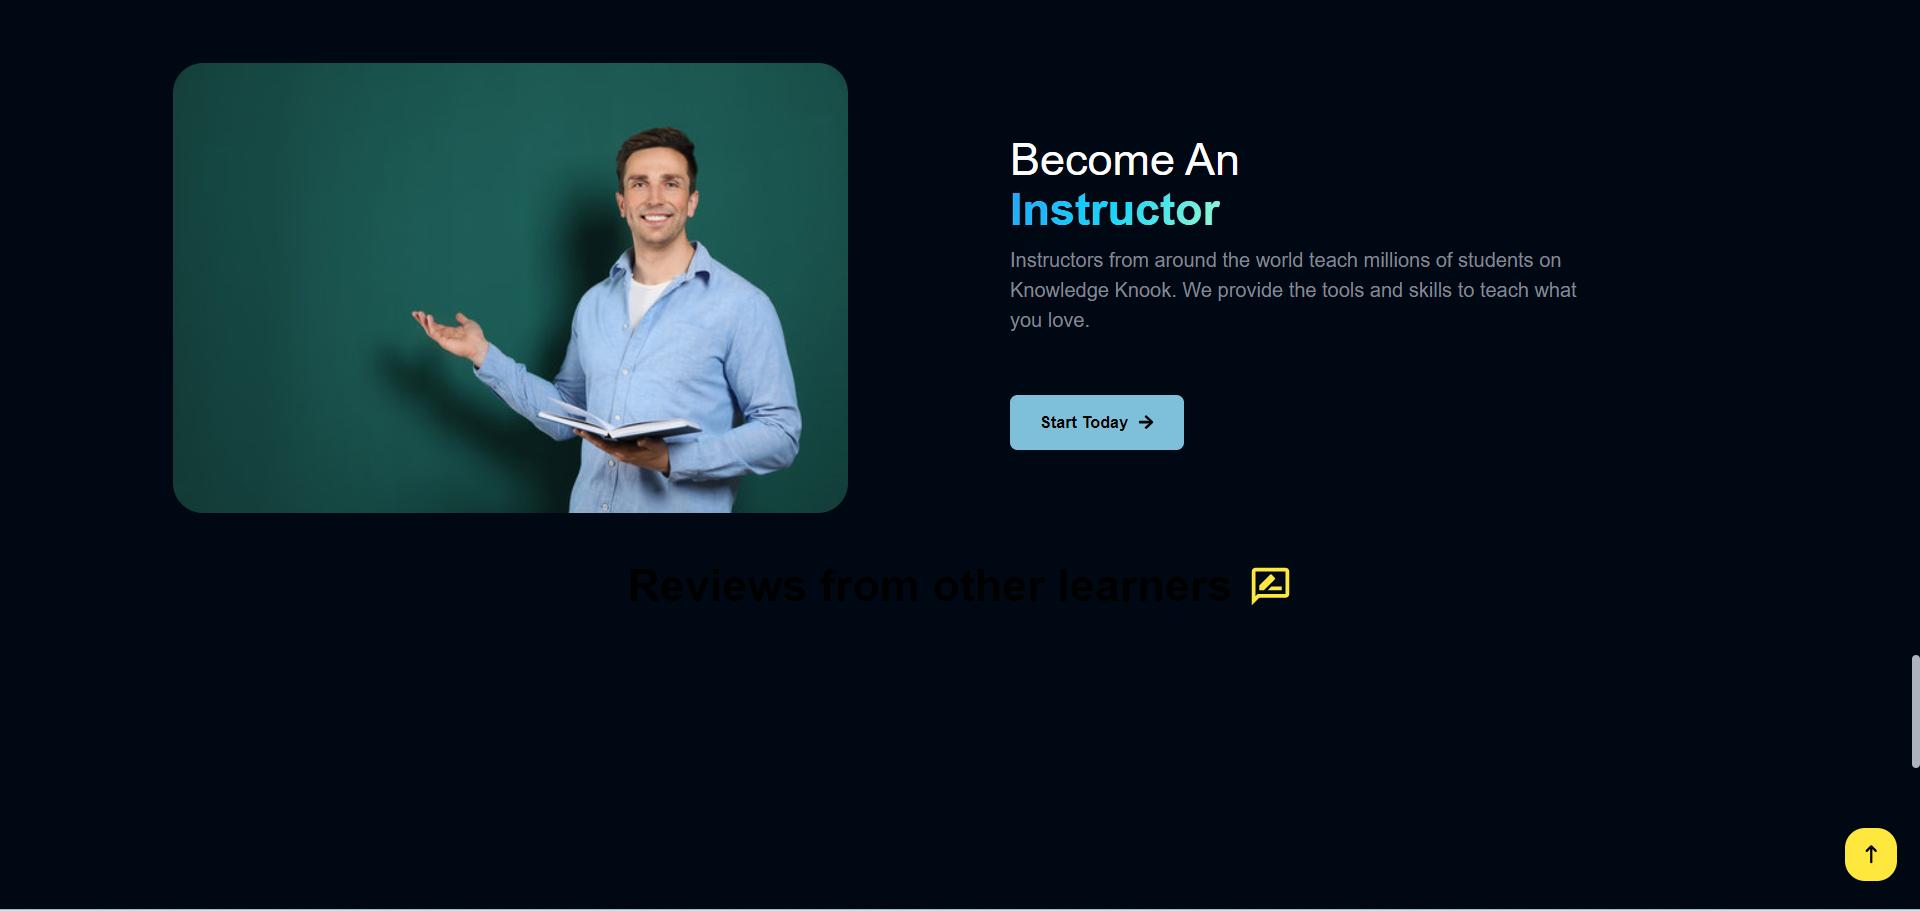 Become An
Instructor
Instructors from around the world teach millions of students on
Knowledge Knook. We provide the tools and skills to teach what
you love.
Start Today
Reviews from other learners